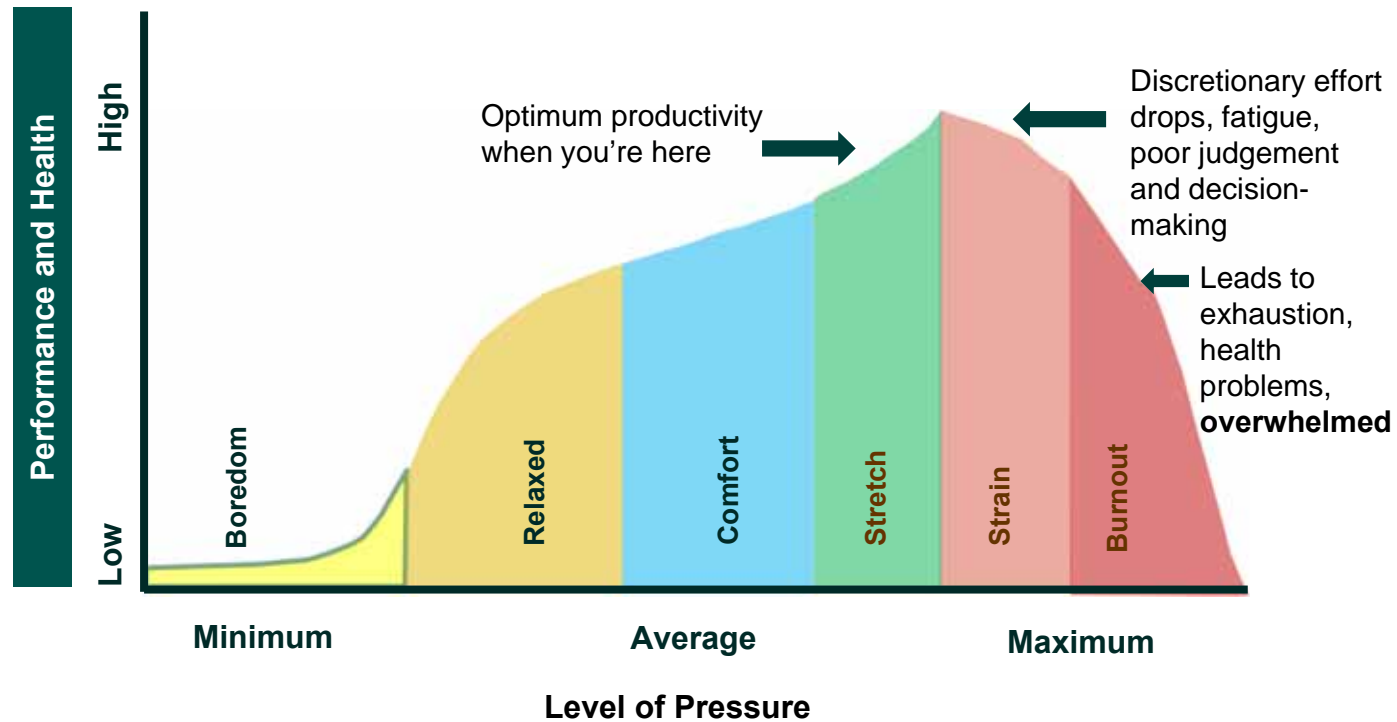 Performance and Health
High
Low
Optimum productivity
when you're here
Discretionary effort
drops, fatigue,
poor judgement
and decision-
making
Leads to
exhaustion,
health
problems,
overwhelmed
Boredom
Relaxed
Comfort
Stretch
Strain
Burnout
Minimum
Average
Maximum
Level of Pressure